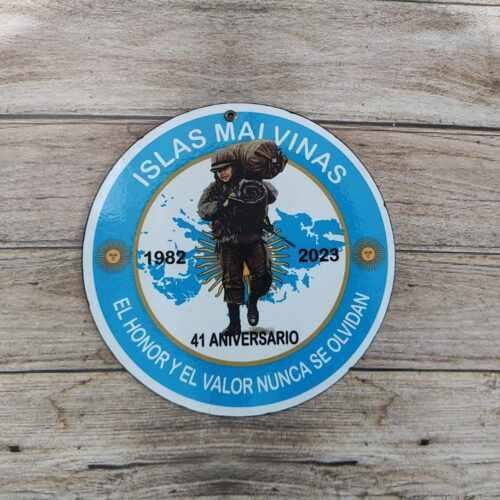 ISLAS MALVINAS
1982
2023
41 ANIVERSARIO
EL HONOR Y EL VALOR NUNCA SE OLVIDAN